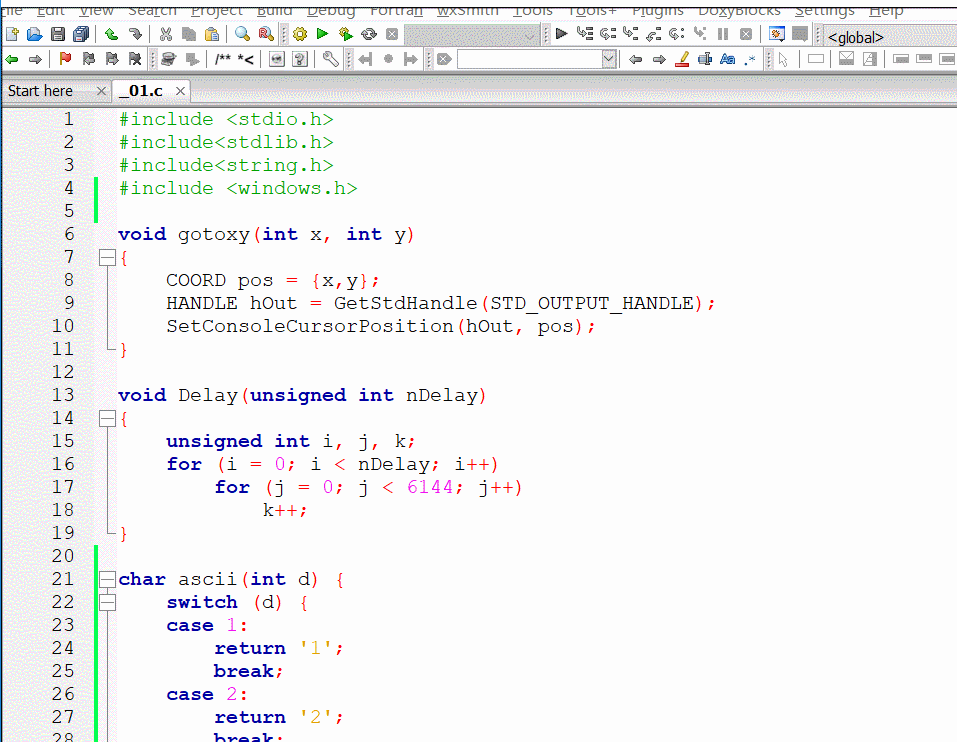 File Edit View Search Project Build Debug Fortran wxSmith Tools Tools+ Plugins DoxyBlocks Settings Help
<global>
/** *<
Aa .*
Start here _01.c
1 #include <stdio.h>
2 #include<stdlib.h>
3 #include<string.h>
4 #include <windows.h>
5
6 void gotoxy(int x, int y)
7 {
8 COORD pos = {x,y};
9 HANDLE hOut = GetStdHandle(STD_OUTPUT_HANDLE);
10 SetConsoleCursorPosition(hOut, pos);
11 }
12
13 void Delay(unsigned int nDelay)
14 {
15 unsigned int i, j, k;
16 for (i = 0; i < nDelay; i++)
17 for (j = 0; j < 6144; j++)
18 k++;
19 }
20
21 char ascii(int d) {
22 switch (d) {
23 case 1:
24 return '1';
25 break;
26 case 2:
27 return '2';
28 break;